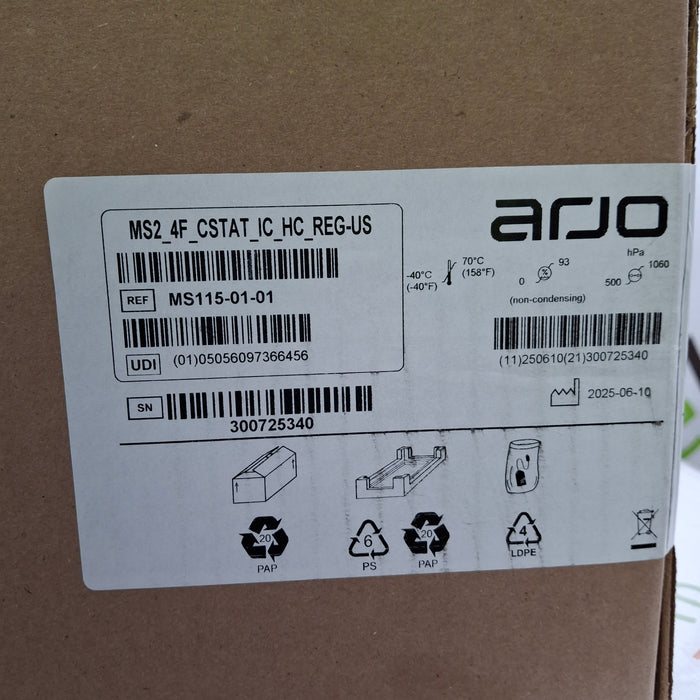 arjo
MS2_4F_CSTAT_IC_HC_REG-US
REF MS115-01-01
UDI (01)05056097366456
SN
300725340
-40°C
(-40°F)
70°C
(158°F)
0 % 93
hPa
500 1060
(non-condensing)
(11)250610(21)300725340
2025-06-10
20
PAP
6
PS
20
PAP
4
LDPE